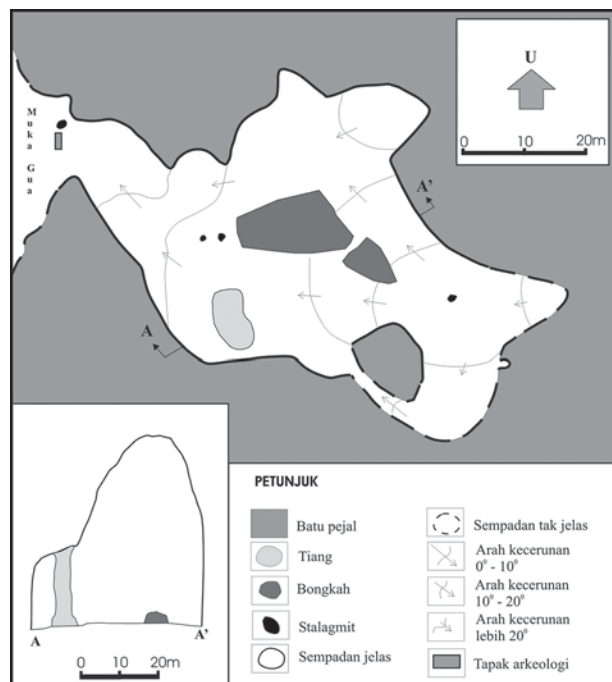 U
0 10 20m
M
u
k
a
G
u
a
A'
A
A A'
0 10 20m
PETUNJUK
Batu pejal
Tiang
Bongkah
Stalagmit
Sempadan jelas
Sempadan tak jelas
Arah kecerunan
0° - 10°
Arah kecerunan
10° - 20°
Arah kecerunan
lebih 20°
Tapak arkeologi